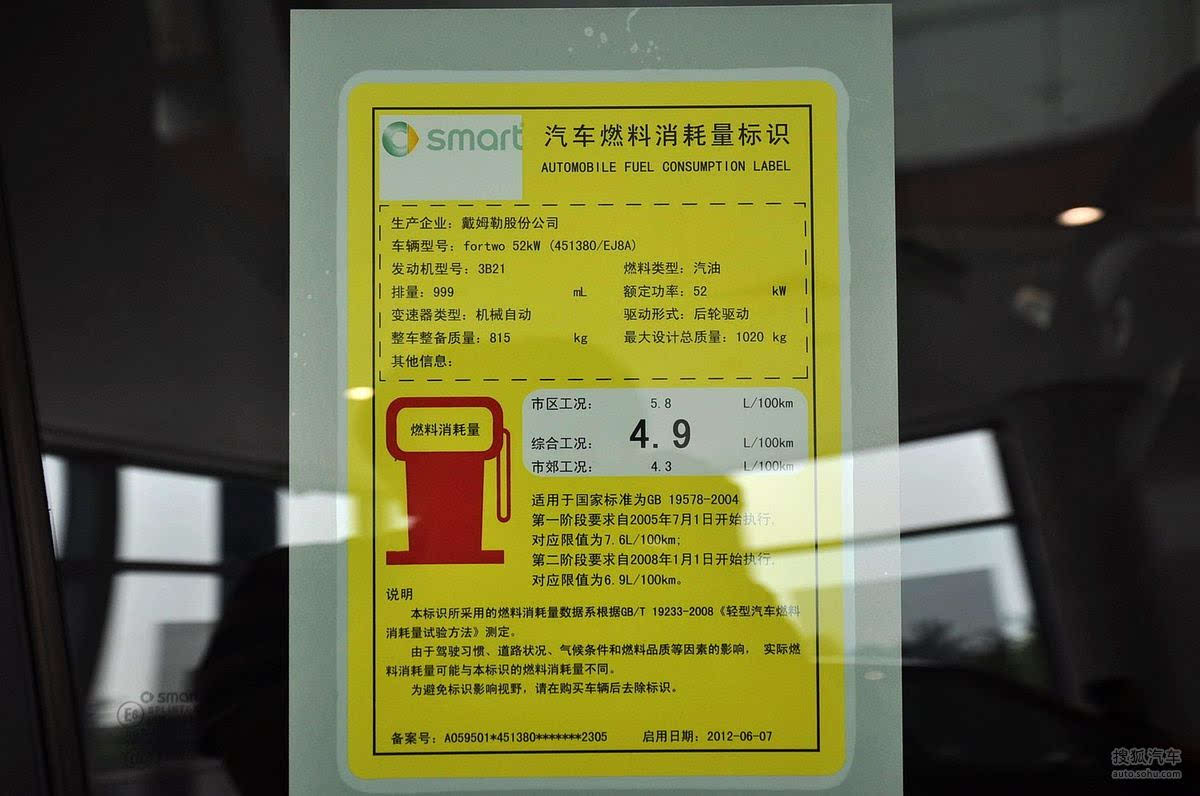 smart
汽车燃料消耗量标识
AUTOMOBILE FUEL CONSUMPTION LABEL
生产企业：戴姆勒股份公司
车辆型号：fortwo 52kW (451380/EJ8A)
发动机型号：3B21 燃料类型：汽油
排量：999 mL 额定功率：52 kW
变速器类型：机械自动 驱动形式：后轮驱动
整车整备质量：815 kg 最大设计总质量：1020 kg
其他信息：
燃料消耗量
市区工况： 5.8 L/100km
综合工况： 4.9 L/100km
市郊工况： 4.3 L/100km
适用于国家标准为GB 19578-2004
第一阶段要求自2005年7月1日开始执行，
对应限值为7.6L/100km;
第二阶段要求自2008年1月1日开始执行，
对应限值为6.9L/100km。
说明
本标识所采用的燃料消耗量数据系根据GB/T 19233-2008《轻型汽车燃料
消耗量试验方法》测定。
由于驾驶习惯、道路状况、气候条件和燃料品质等因素的影响， 实际燃
料消耗量可能与本标识的燃料消耗量不同。
为避免标识影响视野，请在购买车辆后去除标识。
备案号：A059501*451380*******2305 启用日期：2012-06-07
smart
搜狐汽车
auto.sohu.com